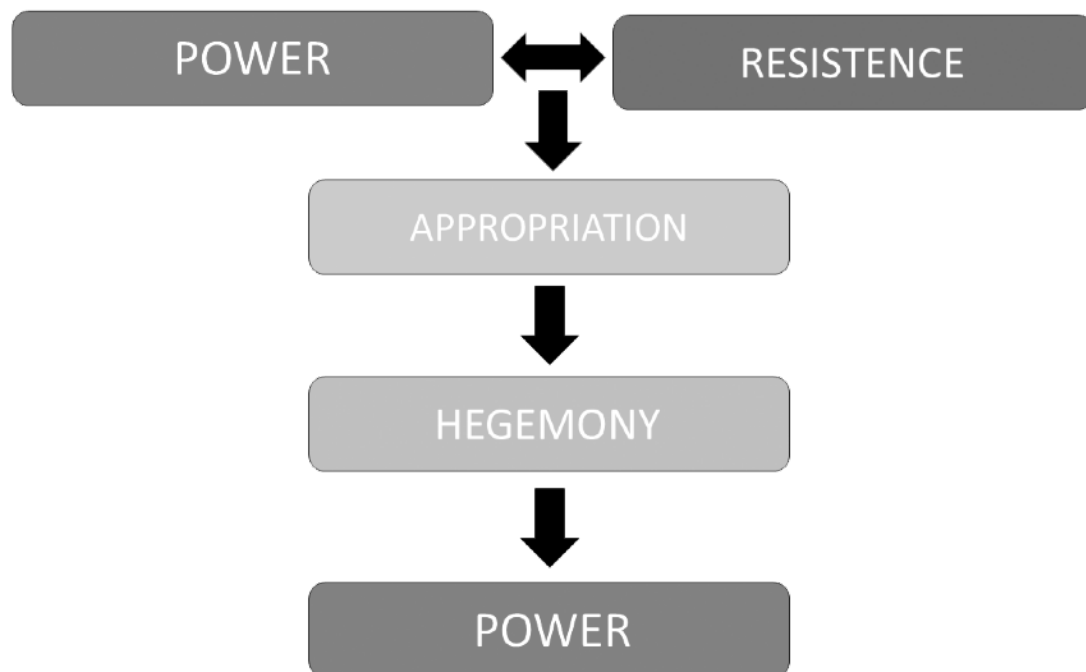 POWER
RESISTENCE
APPROPRIATION
HEGEMONY
POWER